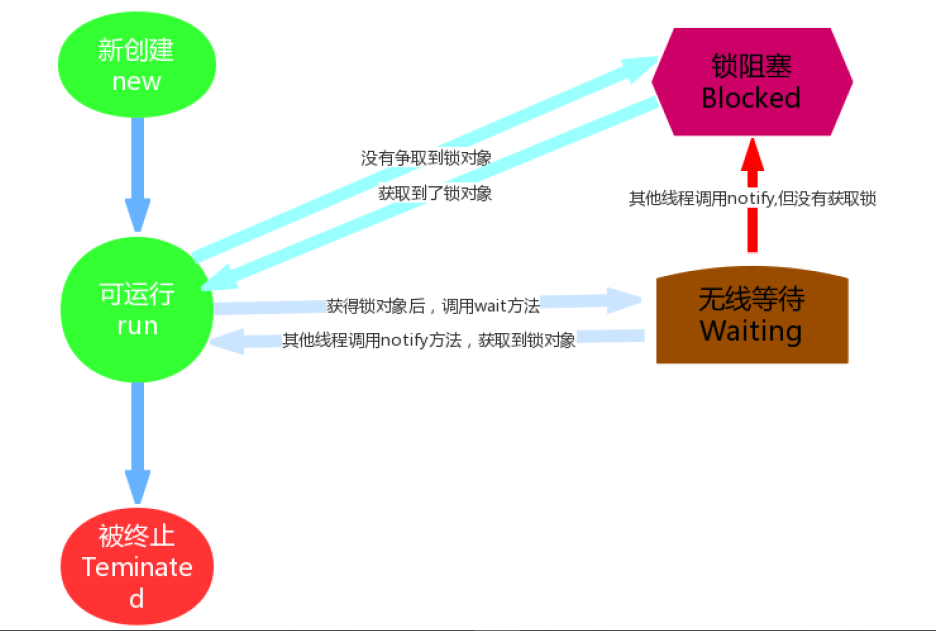 新创建
new
锁阻塞
Blocked
没有争取到锁对象
获取到了锁对象
其他线程调用notify,但没有获取锁
可运行
run
获得锁对象后，调用wait方法
其他线程调用notify方法，获取到锁对象
无线等待
Waiting
被终止
Teminate
d